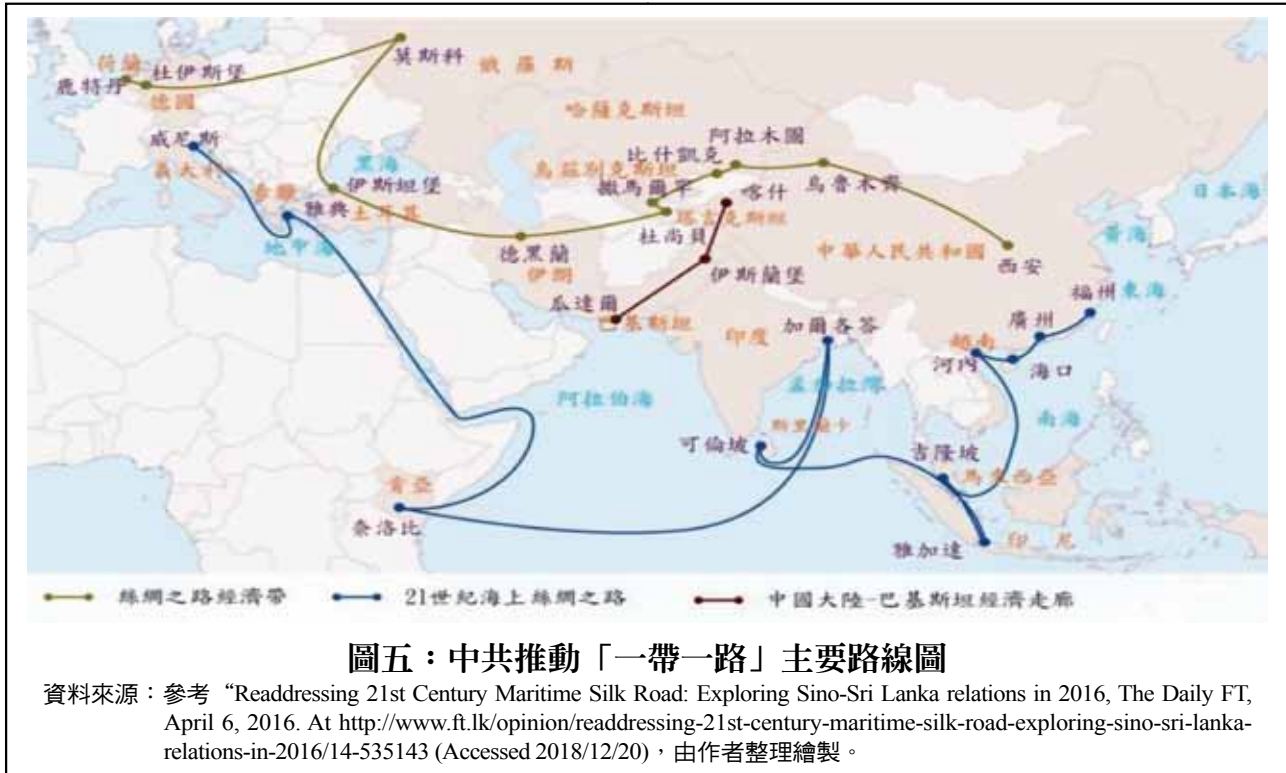 荷蘭
鹿特丹
杜伊斯堡
德國
莫斯科
俄羅斯
哈薩克斯坦
威尼斯
義大利
黑海
希臘
雅典
伊斯坦堡
土耳其
地中海
烏茲別克斯坦
比什凱克
阿拉木圖
撒馬爾罕
喀什
烏魯木齊
塔吉克斯坦
杜尚貝
德黑蘭
伊朗
伊斯蘭堡
瓜達爾
巴基斯坦
中華人民共和國
西安
日本海
黃海
福州
東海
廣州
越南
河內
海口
南海
印度
加爾各答
孟加拉灣
阿拉伯海
斯里蘭卡
可倫坡
吉隆坡
馬來西亞
雅加達
印尼
肯亞
奈洛比
絲綢之路經濟帶
21世紀海上絲綢之路
中國大陸-巴基斯坦經濟走廊
圖五：中共推動「一帶一路」主要路線圖
資料來源：參考 “Readdressing 21st Century Maritime Silk Road: Exploring Sino-Sri Lanka relations in 2016, The Daily FT,
April 6, 2016. At http://www.ft.lk/opinion/readdressing-21st-century-maritime-silk-road-exploring-sino-sri-lanka-
relations-in-2016/14-535143 (Accessed 2018/12/20)，由作者整理繪製。